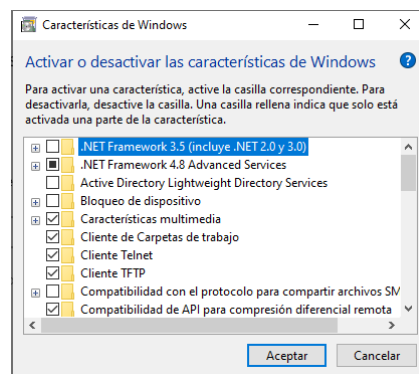 Características de Windows
Activar o desactivar las características de Windows
Para activar una característica, active la casilla correspondiente. Para
desactivarla, desactive la casilla. Una casilla rellena indica que solo está
activada una parte de la característica.
.NET Framework 3.5 (incluye .NET 2.0 y 3.0)
.NET Framework 4.8 Advanced Services
Active Directory Lightweight Directory Services
Bloqueo de dispositivo
Características multimedia
Cliente de Carpetas de trabajo
Cliente Telnet
Cliente TFTP
Compatibilidad con el protocolo para compartir archivos SM
Compatibilidad de API para compresión diferencial remota
Aceptar
Cancelar